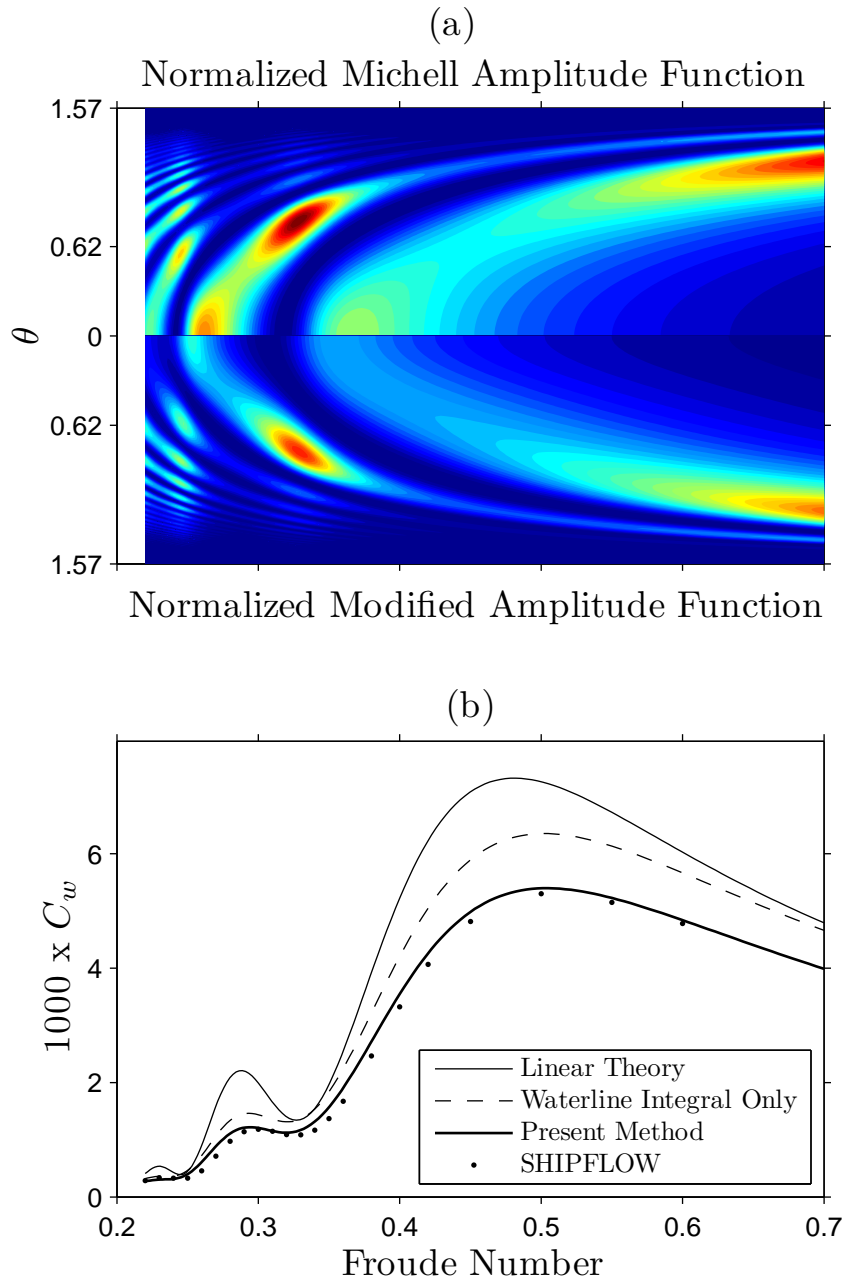 (a)
Normalized Michell Amplitude Function
1.57
0.62
0
0.62
1.57
θ
Normalized Modified Amplitude Function
(b)
6
4
2
0
1000 x C_w
Linear Theory
Waterline Integral Only
Present Method
SHIPFLOW
0.2 0.3 0.4 0.5 0.6 0.7
Froude Number